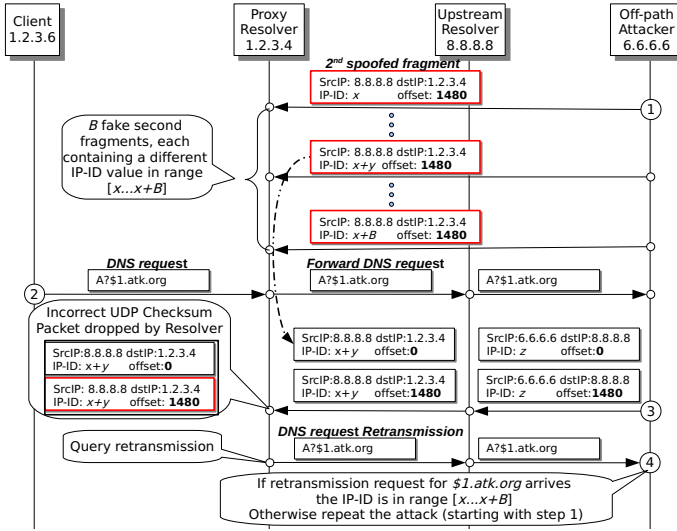 Client
1.2.3.6
Proxy
Resolver
1.2.3.4
Upstream
Resolver
8.8.8.8
Off-path
Attacker
6.6.6.6
2nd spoofed fragment
SrcIP: 8.8.8.8 dstIP:1.2.3.4
IP-ID: x offset: 1480
1
B fake second
fragments, each
containing a different
IP-ID value in range
[x...x+B]
SrcIP: 8.8.8.8 dstIP:1.2.3.4
IP-ID: x+y offset: 1480
SrcIP: 8.8.8.8 dstIP:1.2.3.4
IP-ID: x+B offset: 1480
DNS request
Forward DNS request
2
A?$1.atk.org
A?$1.atk.org
A?$1.atk.org
Incorrect UDP Checksum
Packet dropped by Resolver
SrcIP:8.8.8.8 dstIP:1.2.3.4
IP-ID: x+y offset:0
SrcIP: 8.8.8.8 dstIP:1.2.3.4
IP-ID: x+y offset: 1480
SrcIP:8.8.8.8 dstIP:1.2.3.4
IP-ID: x+y offset:0
SrcIP:6.6.6.6 dstIP:8.8.8.8
IP-ID: z offset:0
SrcIP:8.8.8.8 dstIP:1.2.3.4
IP-ID: x+y offset:1480
SrcIP:6.6.6.6 dstIP:8.8.8.8
IP-ID: z offset:1480
3
DNS request Retransmission
Query retransmission
A?$1.atk.org
A?$1.atk.org
4
If retransmission request for $1.atk.org arrives
the IP-ID is in range [x...x+B]
Otherwise repeat the attack (starting with step 1)